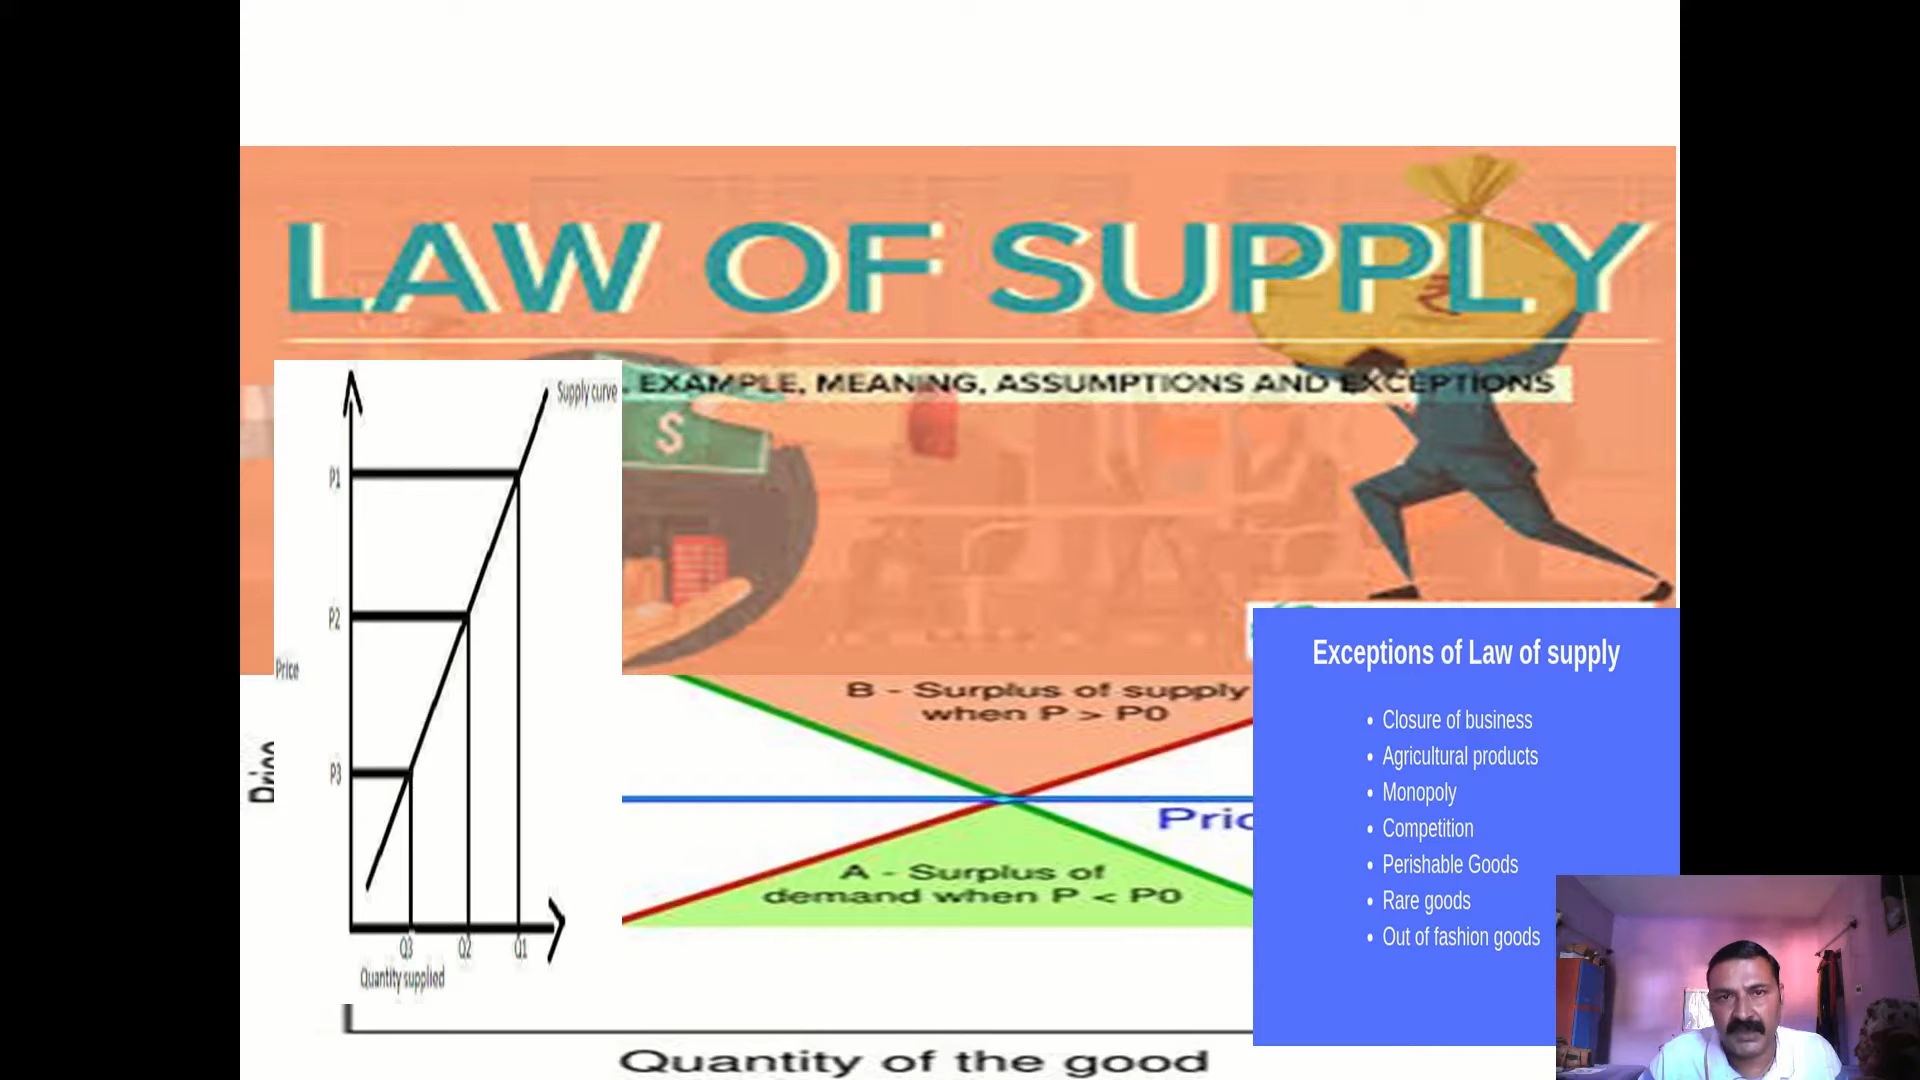 LAW OF SUPPLY
EXAMPLE, MEANING, ASSUMPTIONS AND EXCEPTIONS
$
₹
Supply curve
P1
P2
Price
P3
Q3 Q2 Q1
Quantity supplied
B - Surplus of supply
when P > P0
A - Surplus of
demand when P < P0
Quantity of the good
Exceptions of Law of supply
• Closure of business
• Agricultural products
• Monopoly
• Competition
• Perishable Goods
• Rare goods
• Out of fashion goods